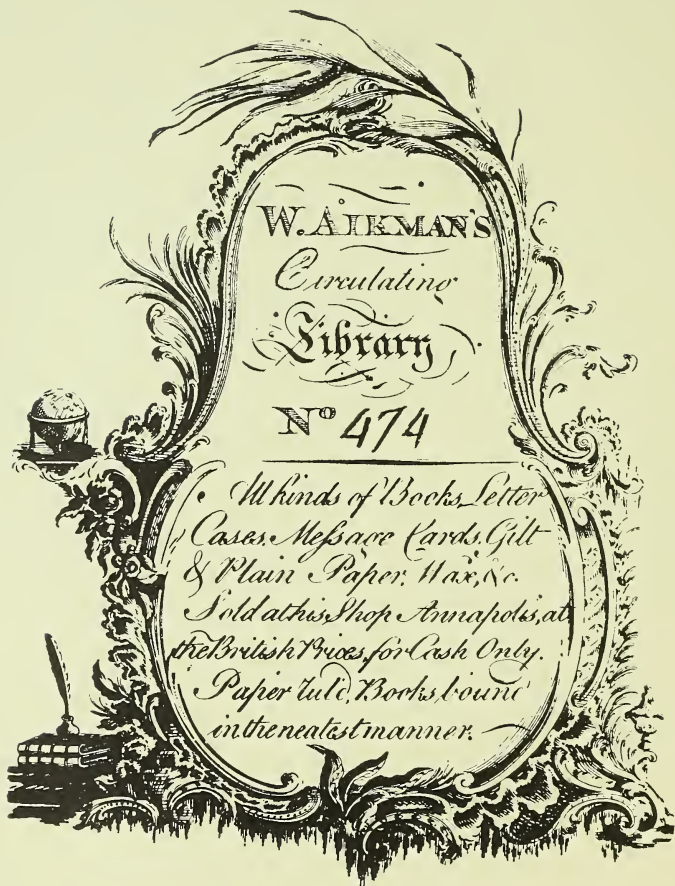 W. AIKMAN'S
Circulating
Library
Nº 474
All kinds of Books, Letter
Cases, Meſsage Cards, Gilt
& Plain Paper, Wax, &c.
Sold at his Shop Annapolis, at
the British Prices, for Cash Only.
Paper Rul'd, Books bound
in the neatest manner.